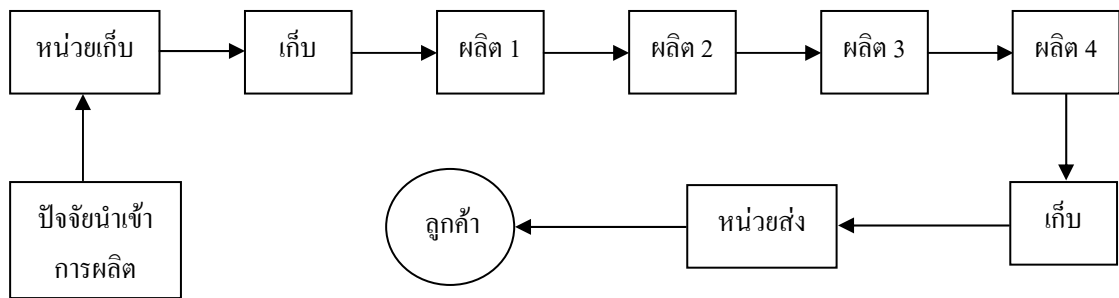 หน่วยเก็บ
เก็บ
ผลิต 1
ผลิต 2
ผลิต 3
ผลิต 4
ปัจจัยนำเข้า
การผลิต
ลูกค้า
หน่วยส่ง
เก็บ